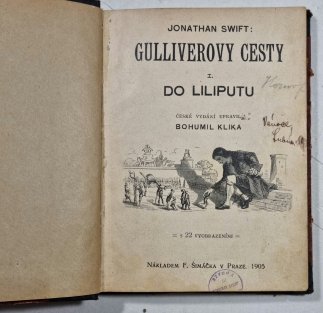 JONATHAN SWIFT:
GULLIVEROVY CESTY
I.
DO LILIPUTU
ČESKÉ VYDÁNÍ UPRAVIL
BOHUMIL KLIKA
S 22 VYOBRAZENÍMI
NÁKLADEM F. ŠIMÁČKA V PRAZE. 1905